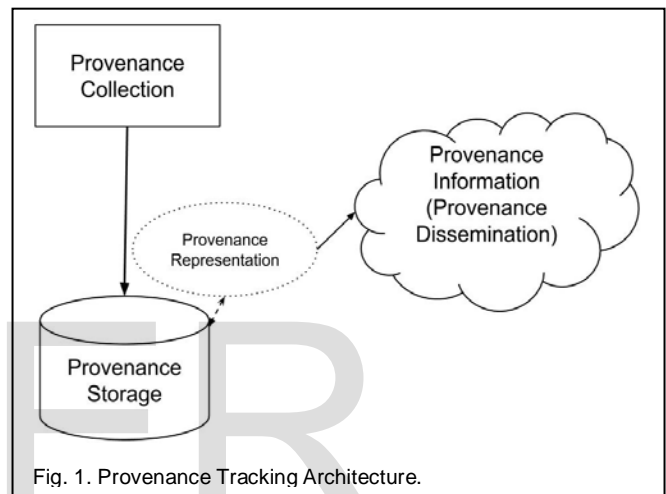 Provenance
Collection
Provenance
Information
(Provenance
Dissemination)
Provenance
Representation
Provenance
Storage
Fig. 1. Provenance Tracking Architecture.